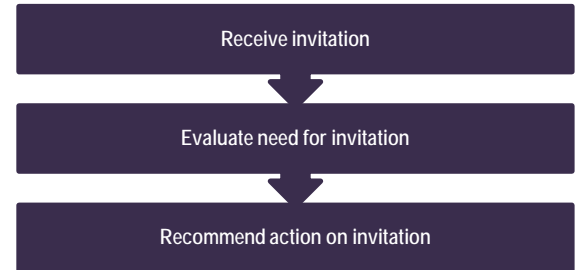 Receive invitation
Evaluate need for invitation
Recommend action on invitation